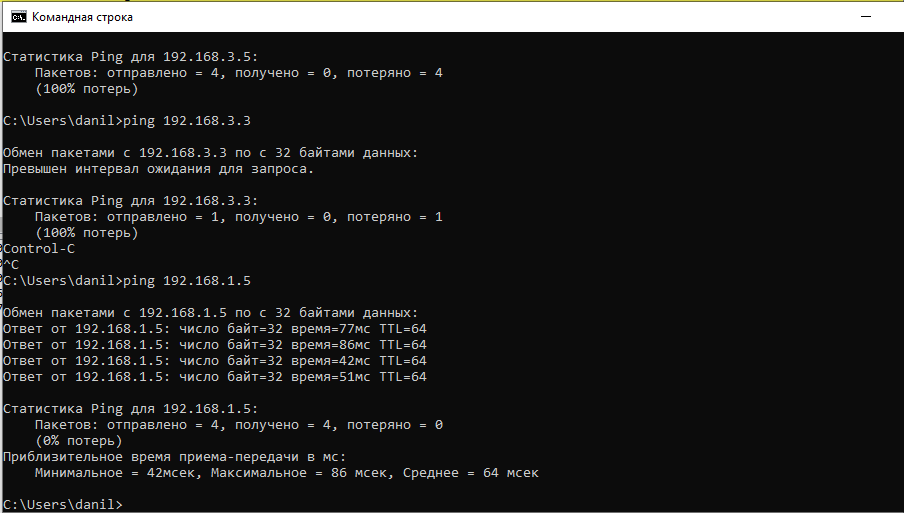 Командная строка
Статистика Ping для 192.168.3.5:
    Пакетов: отправлено = 4, получено = 0, потеряно = 4
    (100% потерь)
C:\Users\danil>ping 192.168.3.3
Обмен пакетами с 192.168.3.3 по с 32 байтами данных:
Превышен интервал ожидания для запроса.
Статистика Ping для 192.168.3.3:
    Пакетов: отправлено = 1, получено = 0, потеряно = 1
    (100% потерь)
Control-C
^C
C:\Users\danil>ping 192.168.1.5
Обмен пакетами с 192.168.1.5 по с 32 байтами данных:
Ответ от 192.168.1.5: число байт=32 время=77мс TTL=64
Ответ от 192.168.1.5: число байт=32 время=86мс TTL=64
Ответ от 192.168.1.5: число байт=32 время=42мс TTL=64
Ответ от 192.168.1.5: число байт=32 время=51мс TTL=64
Статистика Ping для 192.168.1.5:
    Пакетов: отправлено = 4, получено = 4, потеряно = 0
    (0% потерь)
Приблизительное время приема-передачи в мс:
    Минимальное = 42мсек, Максимальное = 86 мсек, Среднее = 64 мсек
C:\Users\danil>